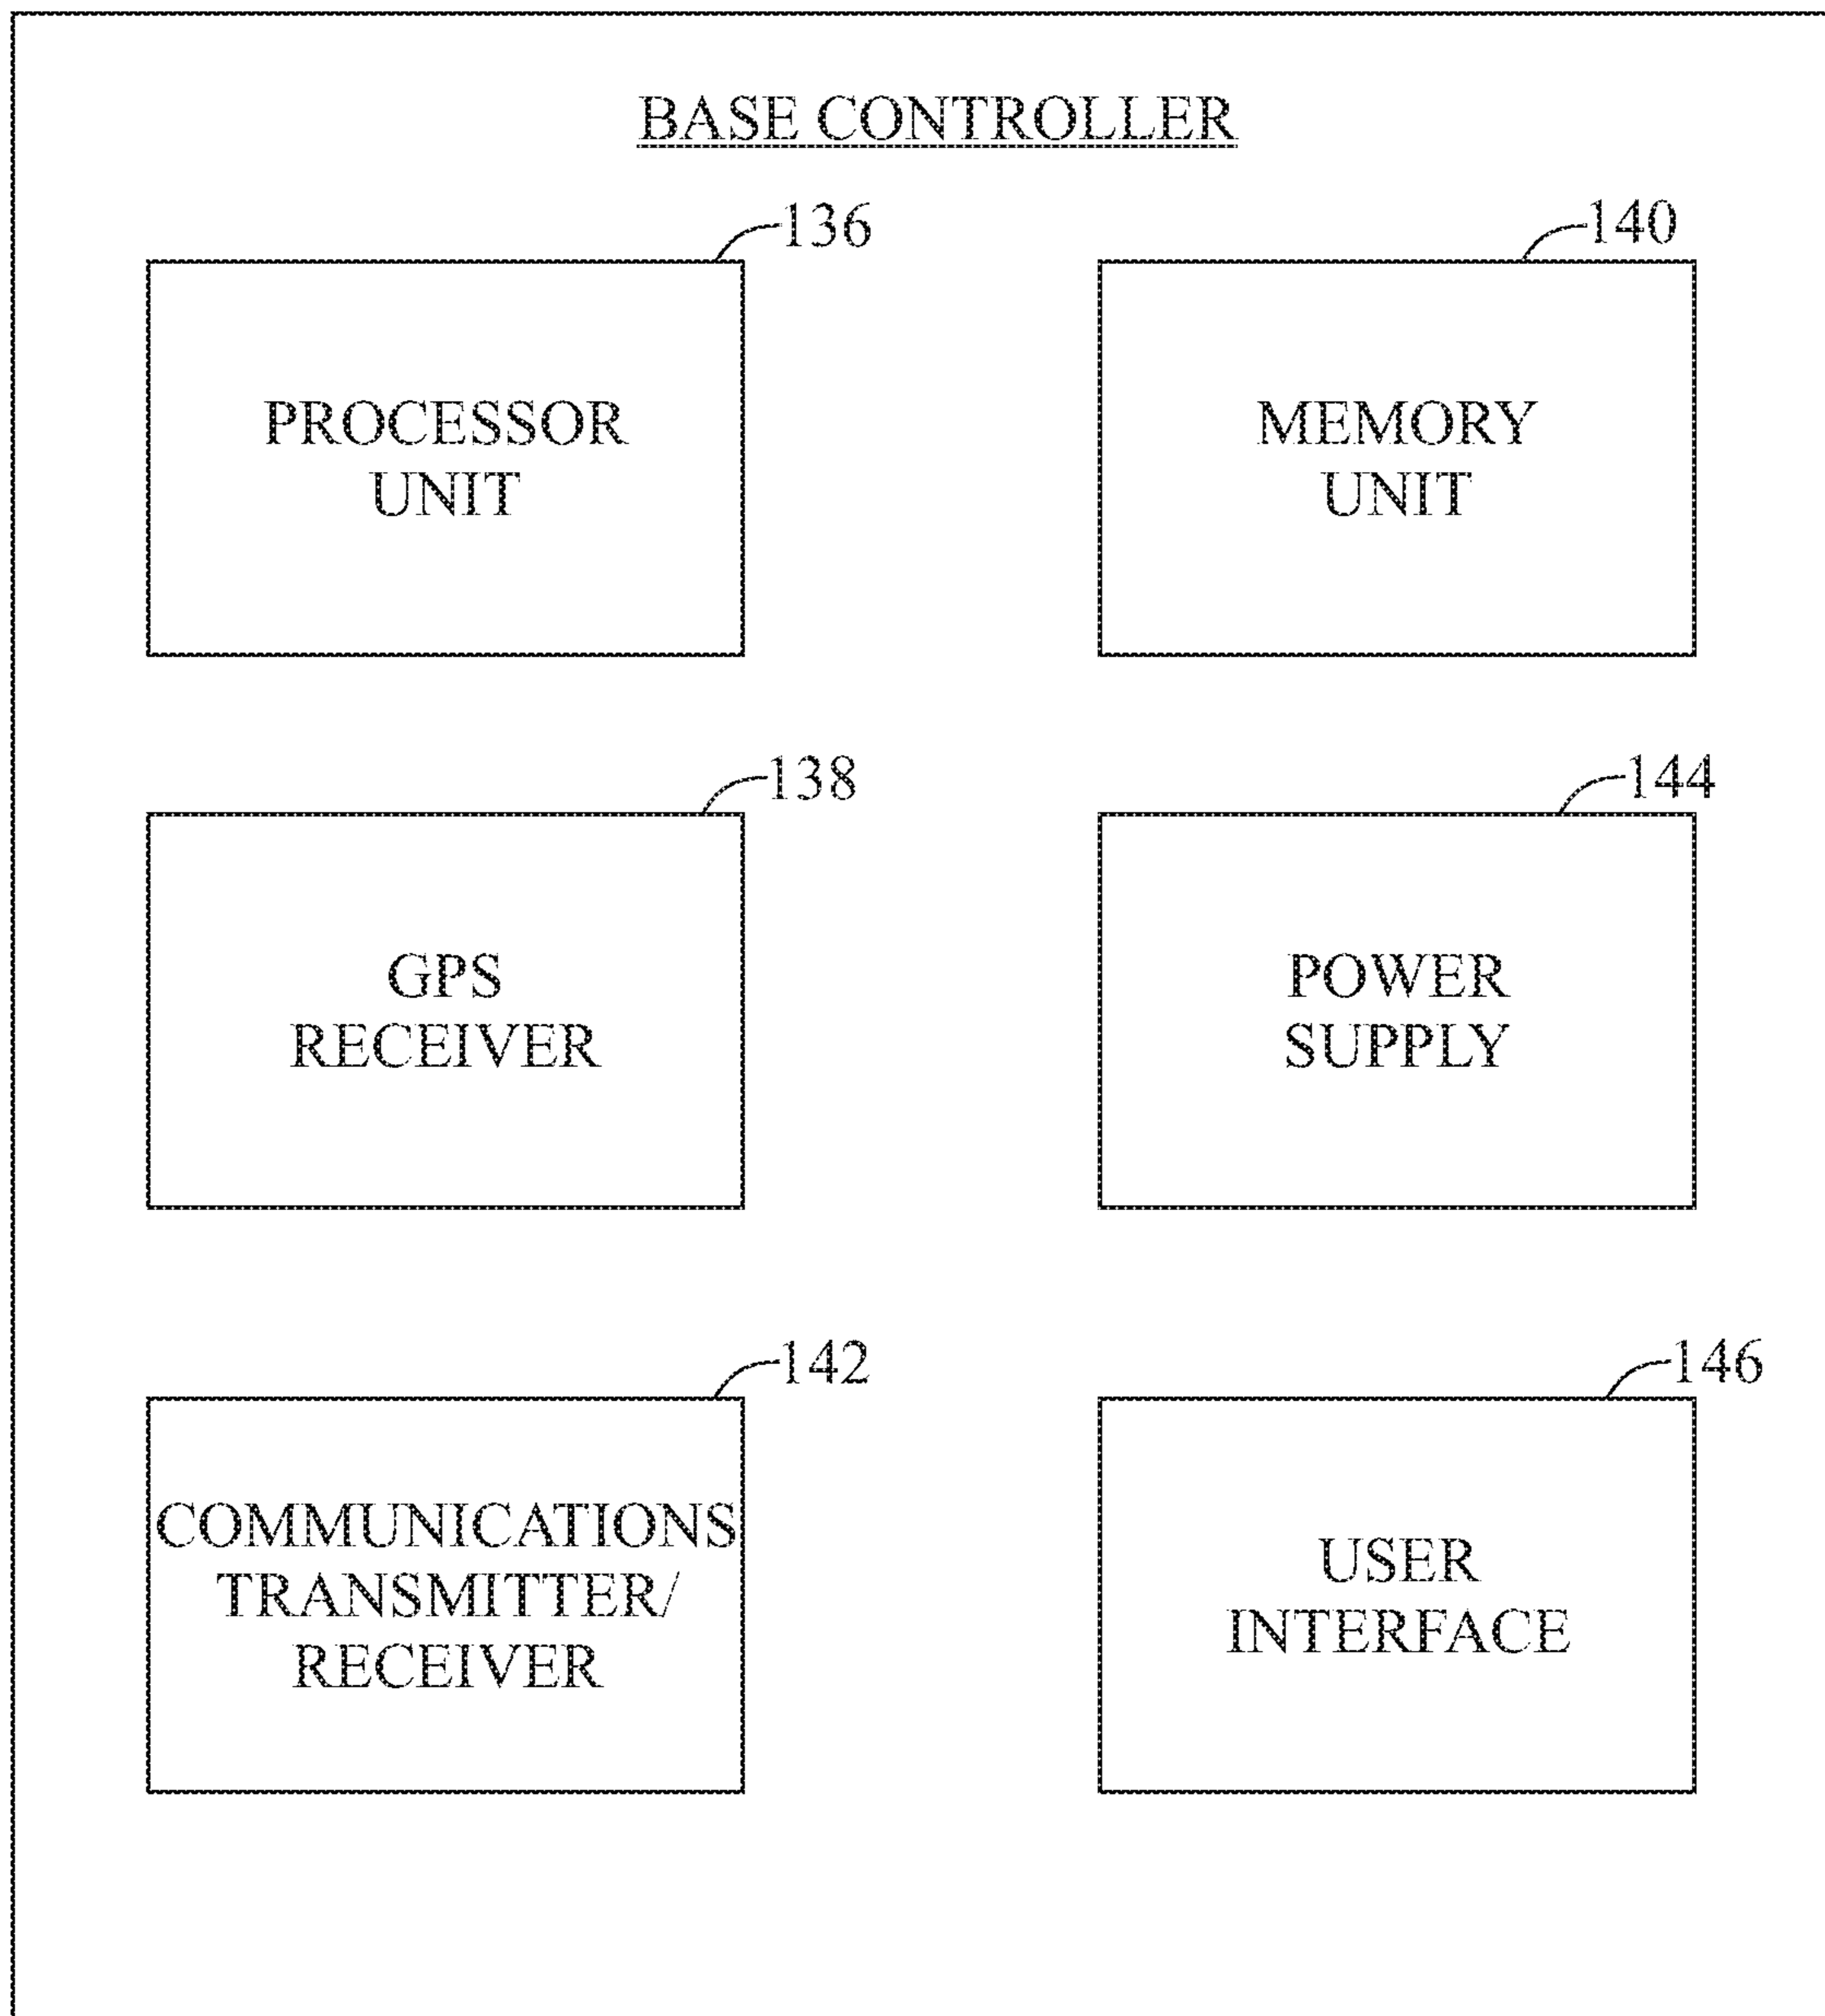 BASE CONTROLLER
136
PROCESSOR
UNIT
140
MEMORY
UNIT
138
GPS
RECEIVER
144
POWER
SUPPLY
142
COMMUNICATIONS
TRANSMITTER/
RECEIVER
146
USER
INTERFACE